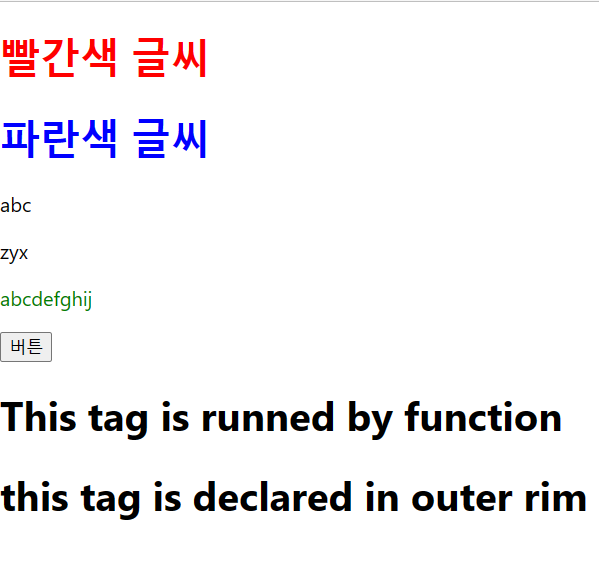 빨간색 글씨
파란색 글씨
abc
zyx
abcdefghij
버튼
This tag is runned by function
this tag is declared in outer rim